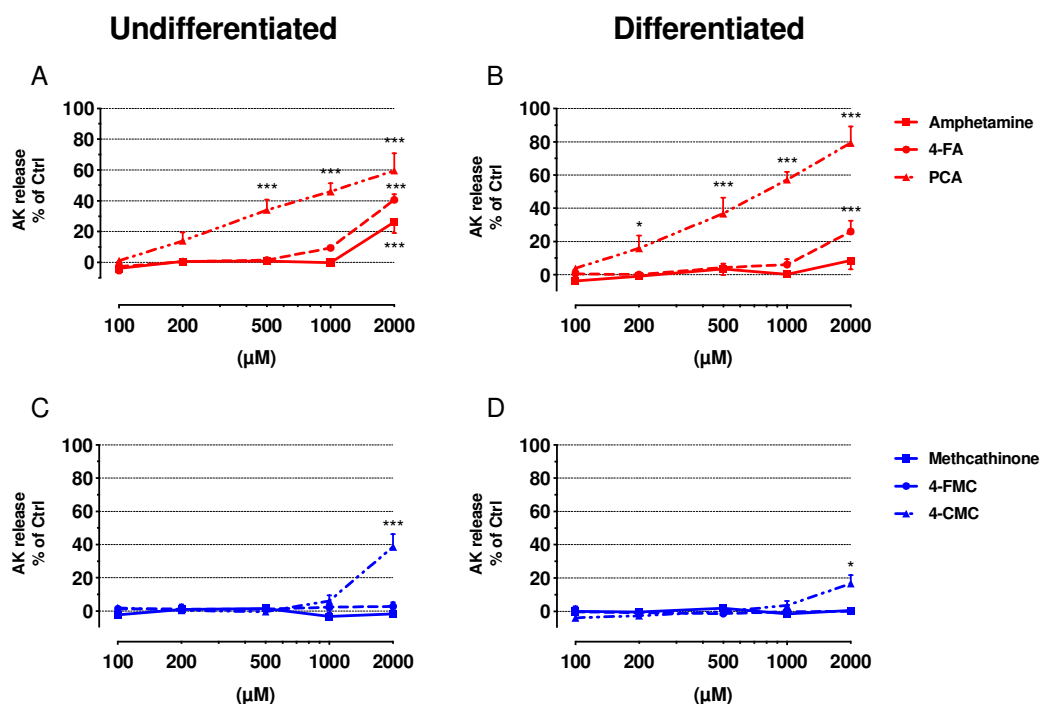 Undifferentiated
Differentiated
A
100
80
60
40
20
0
AK release
% of Ctrl
***
***
***
***
***
100
200
500
1000
2000
(µM)
B
100
80
60
40
20
0
AK release
% of Ctrl
*
***
***
***
***
100
200
500
1000
2000
(µM)
Amphetamine
4-FA
PCA
C
100
80
60
40
20
0
AK release
% of Ctrl
***
100
200
500
1000
2000
(µM)
D
100
80
60
40
20
0
AK release
% of Ctrl
*
100
200
500
1000
2000
(µM)
Methcathinone
4-FMC
4-CMC